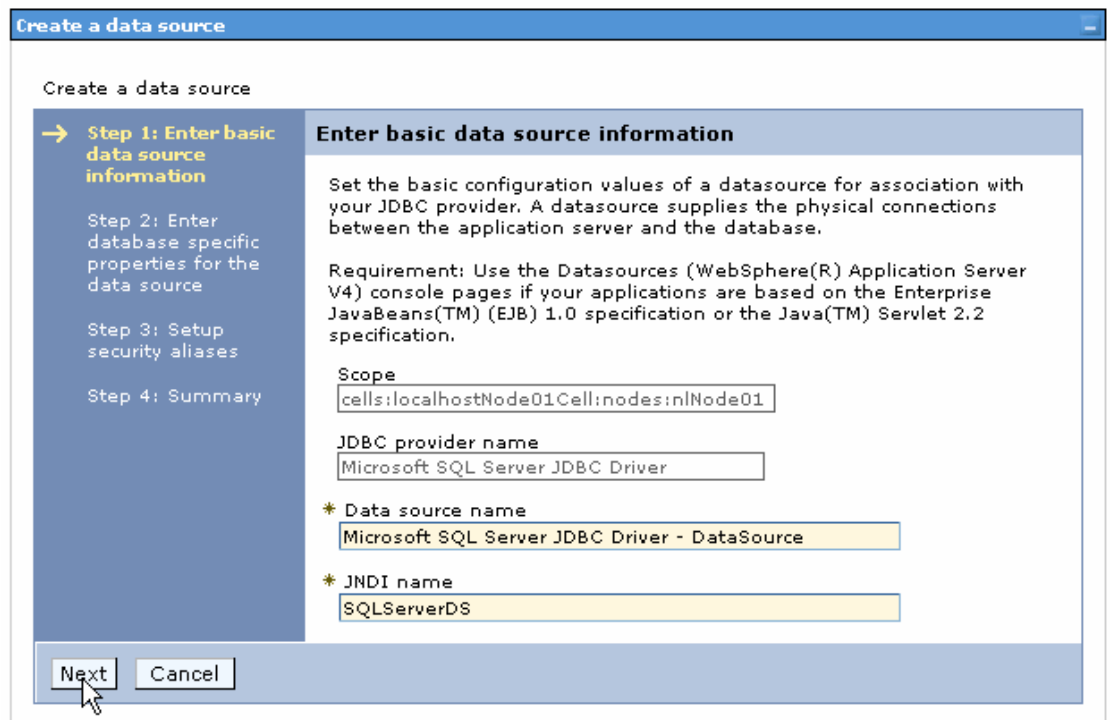 Create a data source
Create a data source
Step 1: Enter basic
data source
information
Step 2: Enter
database specific
properties for the
data source
Step 3: Setup
security aliases
Step 4: Summary
Enter basic data source information
Set the basic configuration values of a datasource for association with
your JDBC provider. A datasource supplies the physical connections
between the application server and the database.
Requirement: Use the Datasources (WebSphere(R) Application Server
V4) console pages if your applications are based on the Enterprise
JavaBeans(TM) (EJB) 1.0 specification or the Java(TM) Servlet 2.2
specification.
Scope
cells:localhostNode01Cell:nodes:nlNode01
JDBC provider name
Microsoft SQL Server JDBC Driver
* Data source name
Microsoft SQL Server JDBC Driver - DataSource
* JNDI name
SQLServerDS
Next Cancel